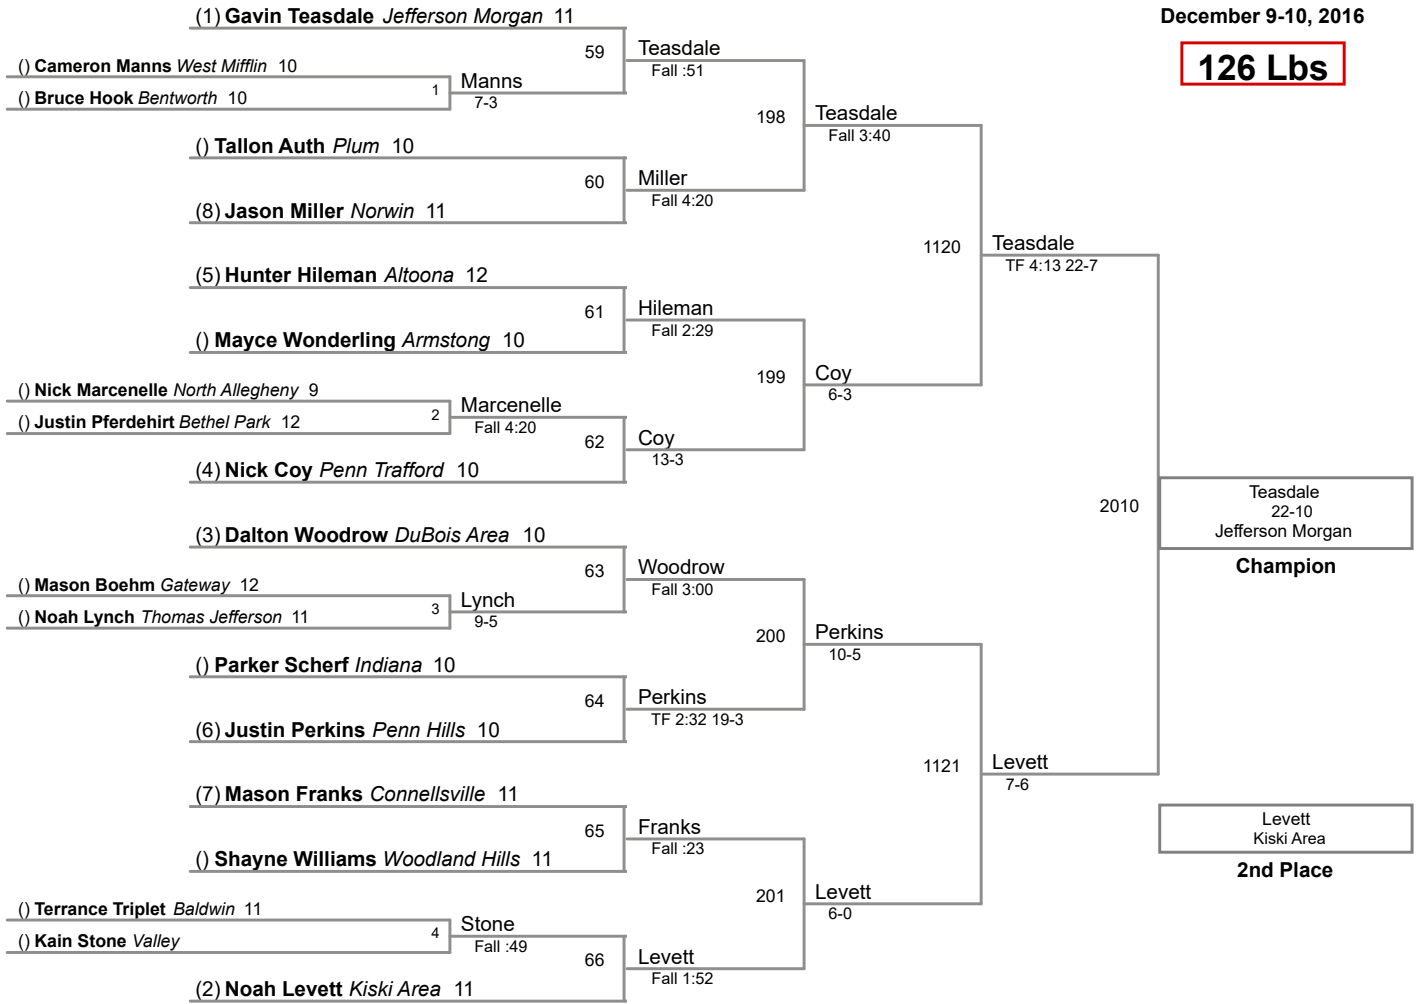 (1) Gavin Teasdale Jefferson Morgan 11
December 9-10, 2016
126 Lbs
59
Teasdale
Fall :51
() Cameron Manns West Mifflin 10
1
Manns
7-3
() Bruce Hook Bentworth 10
198
Teasdale
Fall 3:40
() Tallon Auth Plum 10
60
Miller
Fall 4:20
(8) Jason Miller Norwin 11
1120
Teasdale
TF 4:13 22-7
(5) Hunter Hileman Altoona 12
61
Hileman
Fall 2:29
() Mayce Wonderling Armstong 10
199
Coy
6-3
() Nick Marcenelle North Allegheny 9
2
Marcenelle
Fall 4:20
() Justin Pferdehirt Bethel Park 12
62
Coy
13-3
(4) Nick Coy Penn Trafford 10
2010
Teasdale
22-10
Jefferson Morgan
Champion
(3) Dalton Woodrow DuBois Area 10
63
Woodrow
Fall 3:00
() Mason Boehm Gateway 12
3
Lynch
9-5
() Noah Lynch Thomas Jefferson 11
200
Perkins
10-5
() Parker Scherf Indiana 10
64
Perkins
TF 2:32 19-3
(6) Justin Perkins Penn Hills 10
1121
Levett
7-6
(7) Mason Franks Connellsville 11
65
Franks
Fall :23
() Shayne Williams Woodland Hills 11
Levett
Kiski Area
2nd Place
201
Levett
6-0
() Terrance Triplet Baldwin 11
4
Stone
Fall :49
() Kain Stone Valley
66
Levett
Fall 1:52
(2) Noah Levett Kiski Area 11